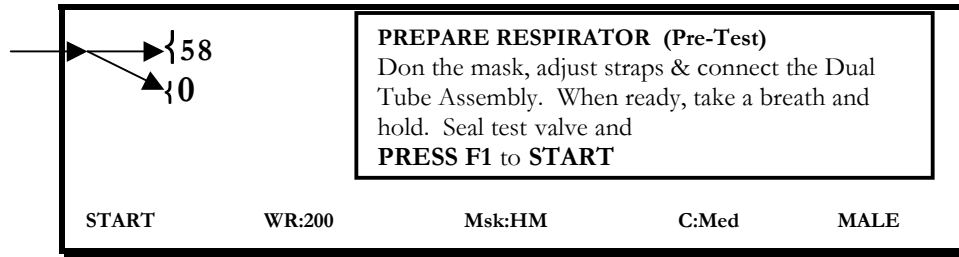 {58
{0
PREPARE RESPIRATOR (Pre-Test)
Don the mask, adjust straps & connect the Dual
Tube Assembly. When ready, take a breath and
hold. Seal test valve and
PRESS F1 to START
START WR:200 Msk:HM C:Med MALE